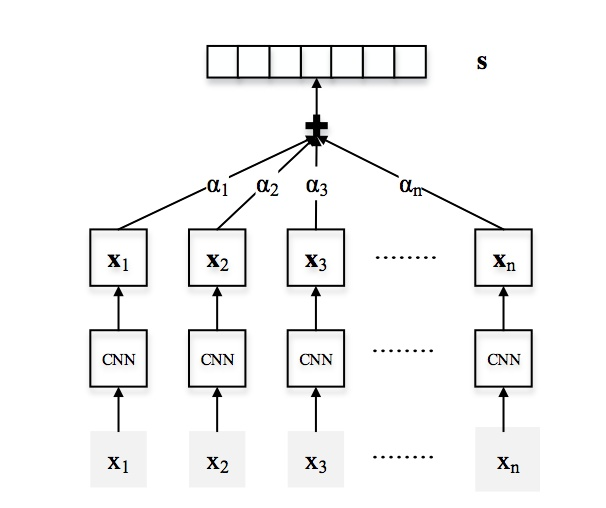 s
α1 α2 α3 αn
x1 x2 x3 ........ xn
CNN CNN CNN ........ CNN
x1 x2 x3 ........ xn